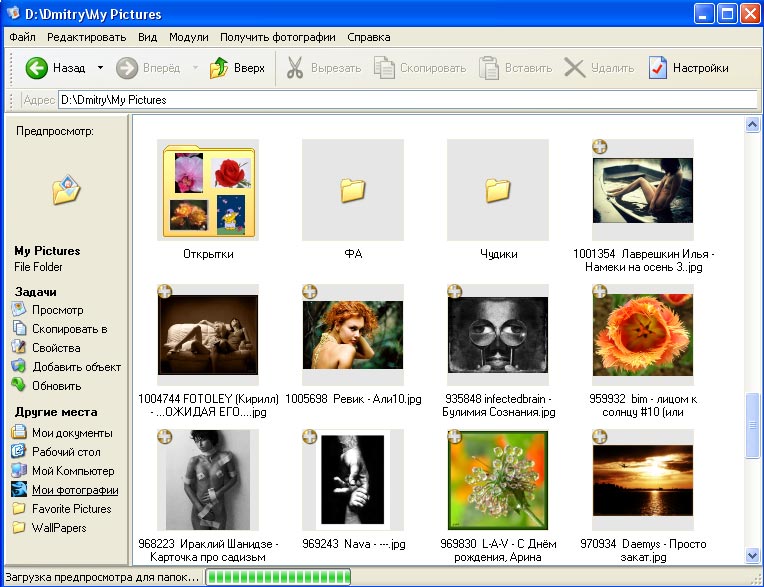 D:\Dmitry\My Pictures
Файл Редактировать Вид Модули Получить фотографии Справка
Назад Вперёд Вверх Вырезать Скопировать Вставить Удалить Настройки
Адрес D:\Dmitry\My Pictures
Предпросмотр:
My Pictures
File Folder
Задачи
Просмотр
Скопировать в
Свойства
Добавить объект
Обновить
Другие места
Мои документы
Рабочий стол
Мой Компьютер
Мои фотографии
Favorite Pictures
WallPapers
Открытки
ФА
Чудики
1001354 Лаврешкин Илья -
Намеки на осень 3..jpg
1004744 FOTOLEY (Кирилл)
- ...ОЖИДАЯ ЕГО....jpg
1005698 Ревик - Али10.jpg
935848 infectedbrain -
Булимия Сознания.jpg
959932 bim - лицом к
солнцу #10 (или
968223 Ираклий Шанидзе -
Карточка про садизм
969243 Nava - ---.jpg
969830 L-A-V - С Днём
рождения, Арина
970934 Daemys - Просто
закат.jpg
Загрузка предпросмотра для папок...